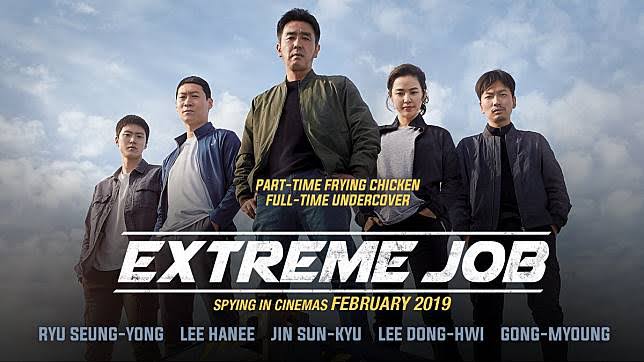 PART-TIME FRYING CHICKEN
FULL-TIME UNDERCOVER
EXTREME JOB
SPYING IN CINEMAS FEBRUARY 2019
RYU SEUNG-YONG LEE HANEE JIN SUN-KYU LEE DONG-HWI GONG-MYOUNG